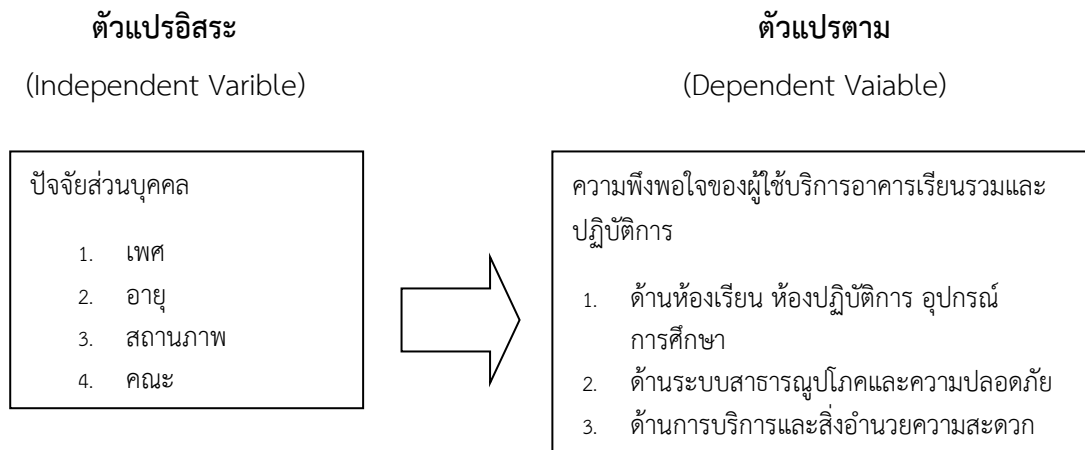 ตัวแปรอิสระ
(Independent Varible)
ปัจจัยส่วนบุคคล
1. เพศ
2. อายุ
3. สถานภาพ
4. คณะ
ตัวแปรตาม
(Dependent Vaiable)
ความพึงพอใจของผู้ใช้บริการอาคารเรียนรวมและ
ปฏิบัติการ
1. ด้านห้องเรียน ห้องปฏิบัติการ อุปกรณ์
การศึกษา
2. ด้านระบบสาธารณูปโภคและความปลอดภัย
3. ด้านการบริการและสิ่งอำนวยความสะดวก